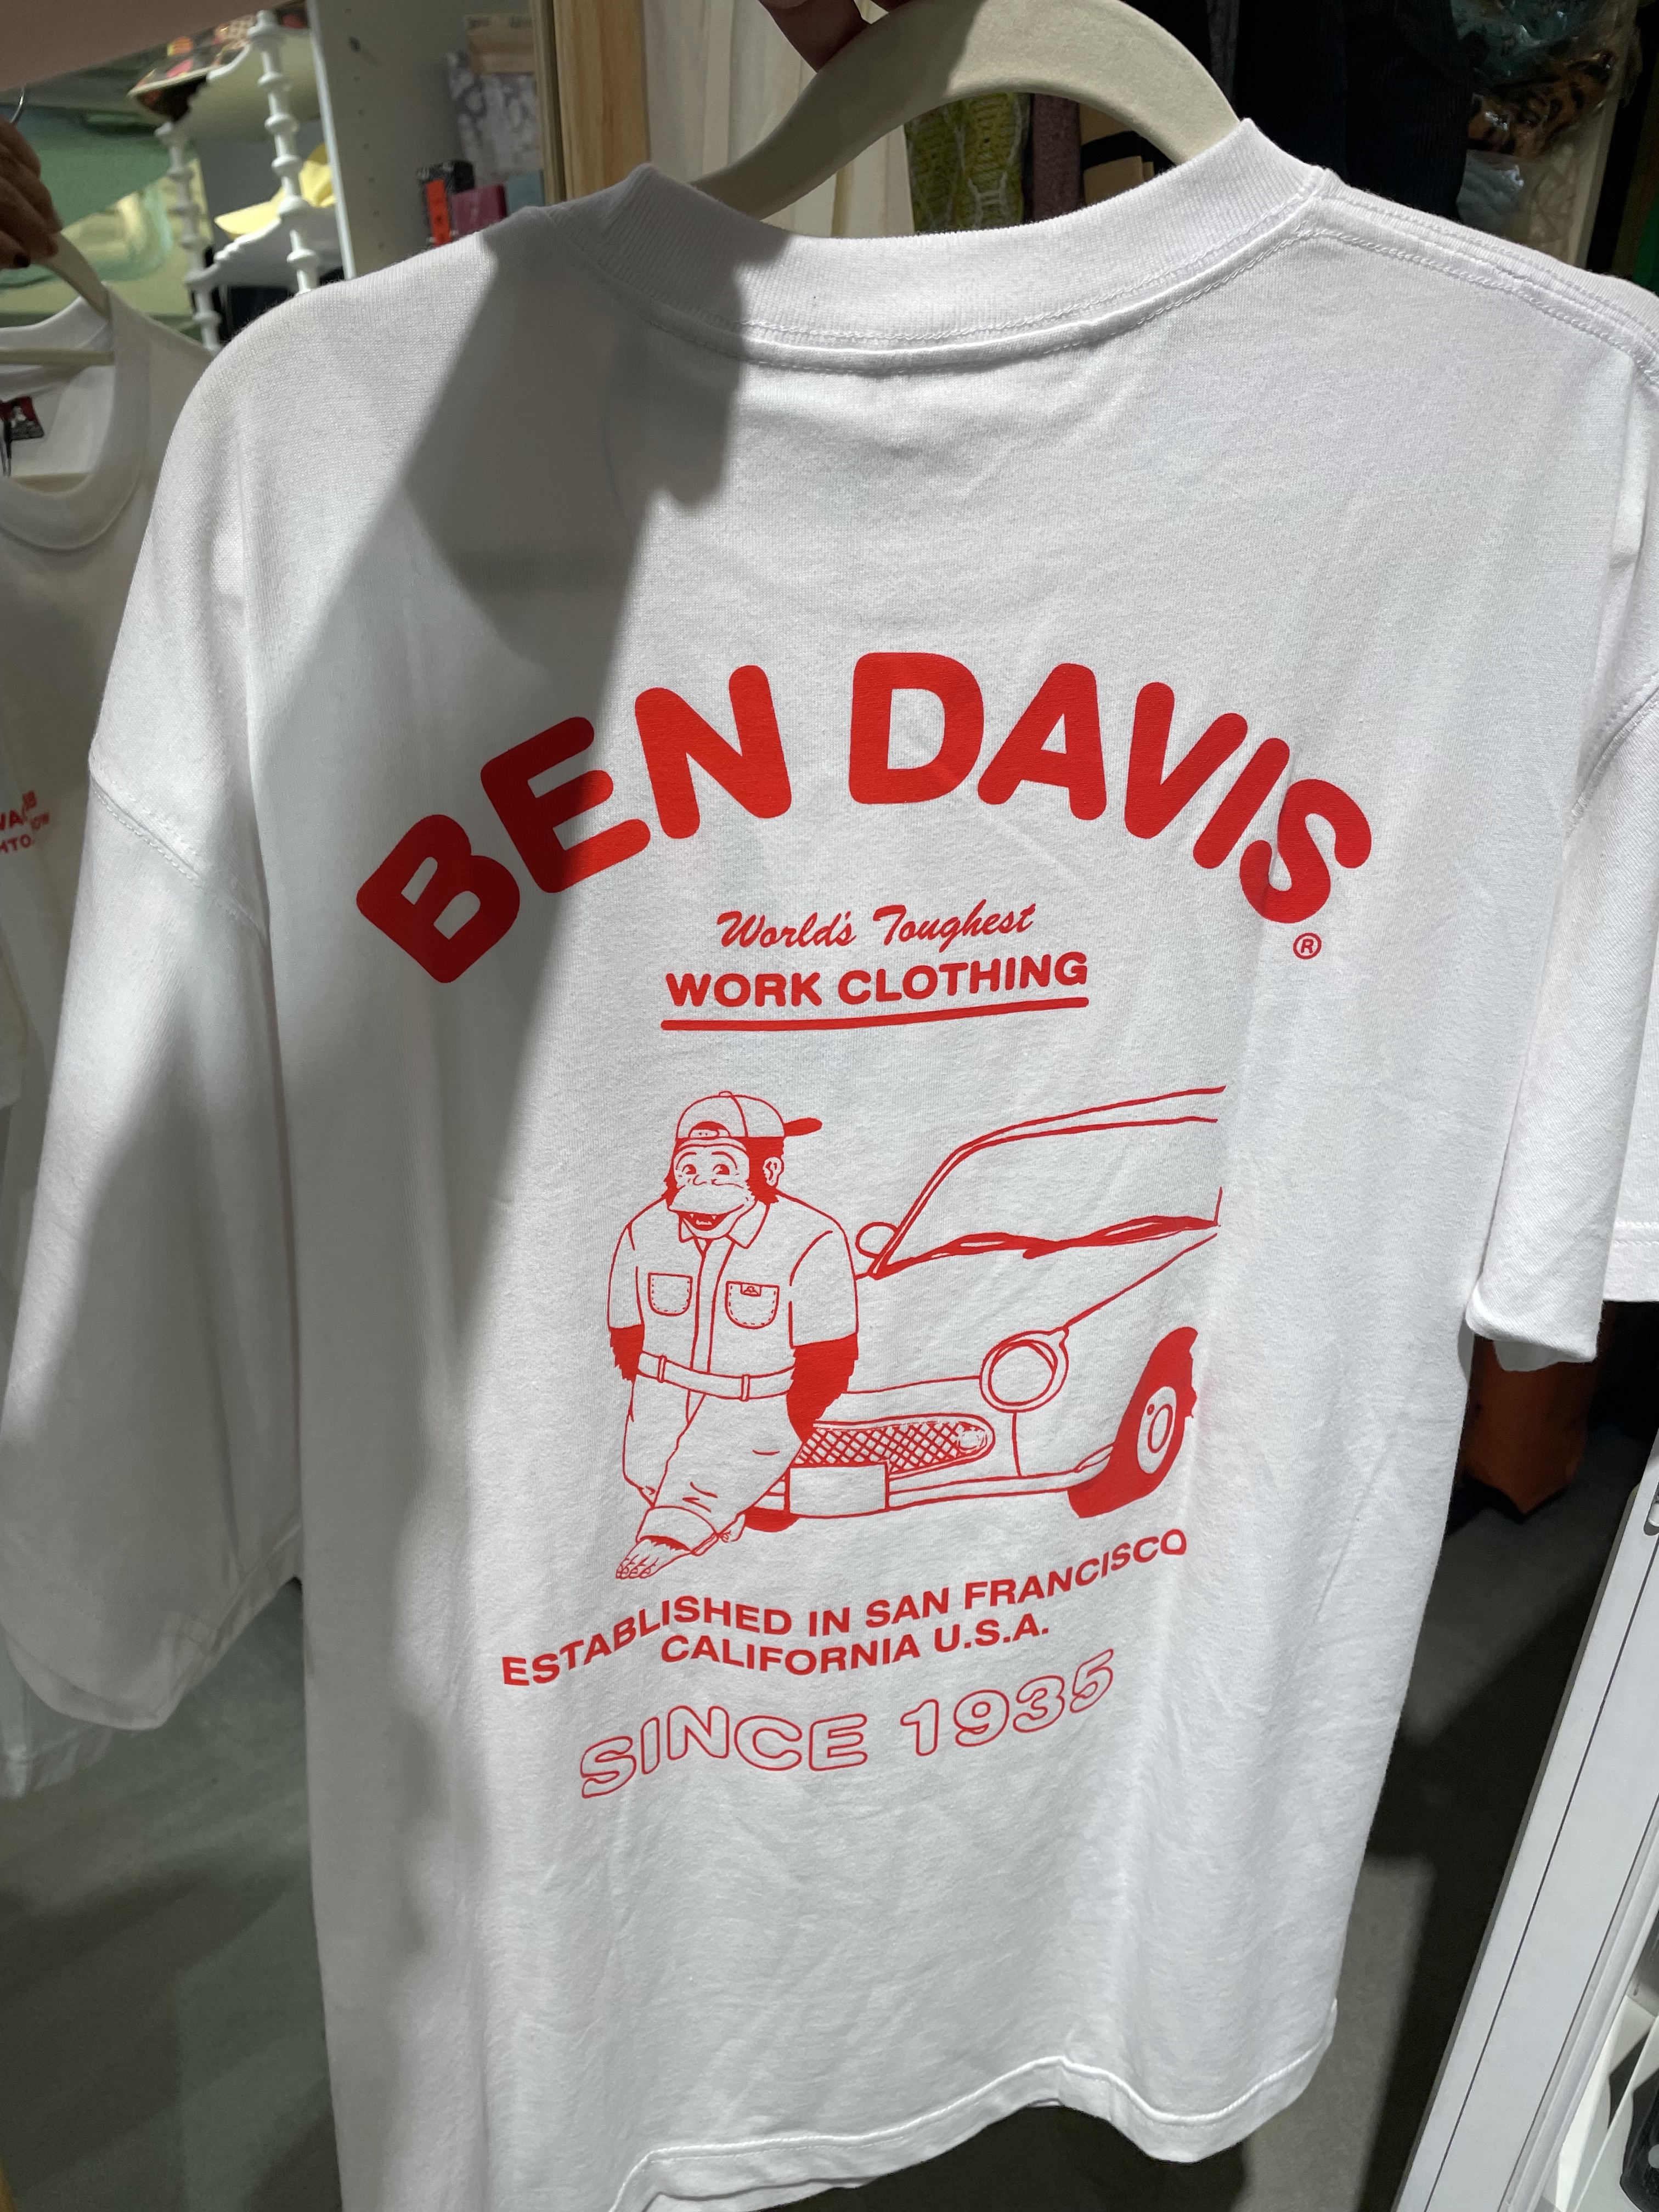 BEN DAVIS
®
World's Toughest
WORK CLOTHING
ESTABLISHED IN SAN FRANCISCO
CALIFORNIA U.S.A.
SINCE 1935